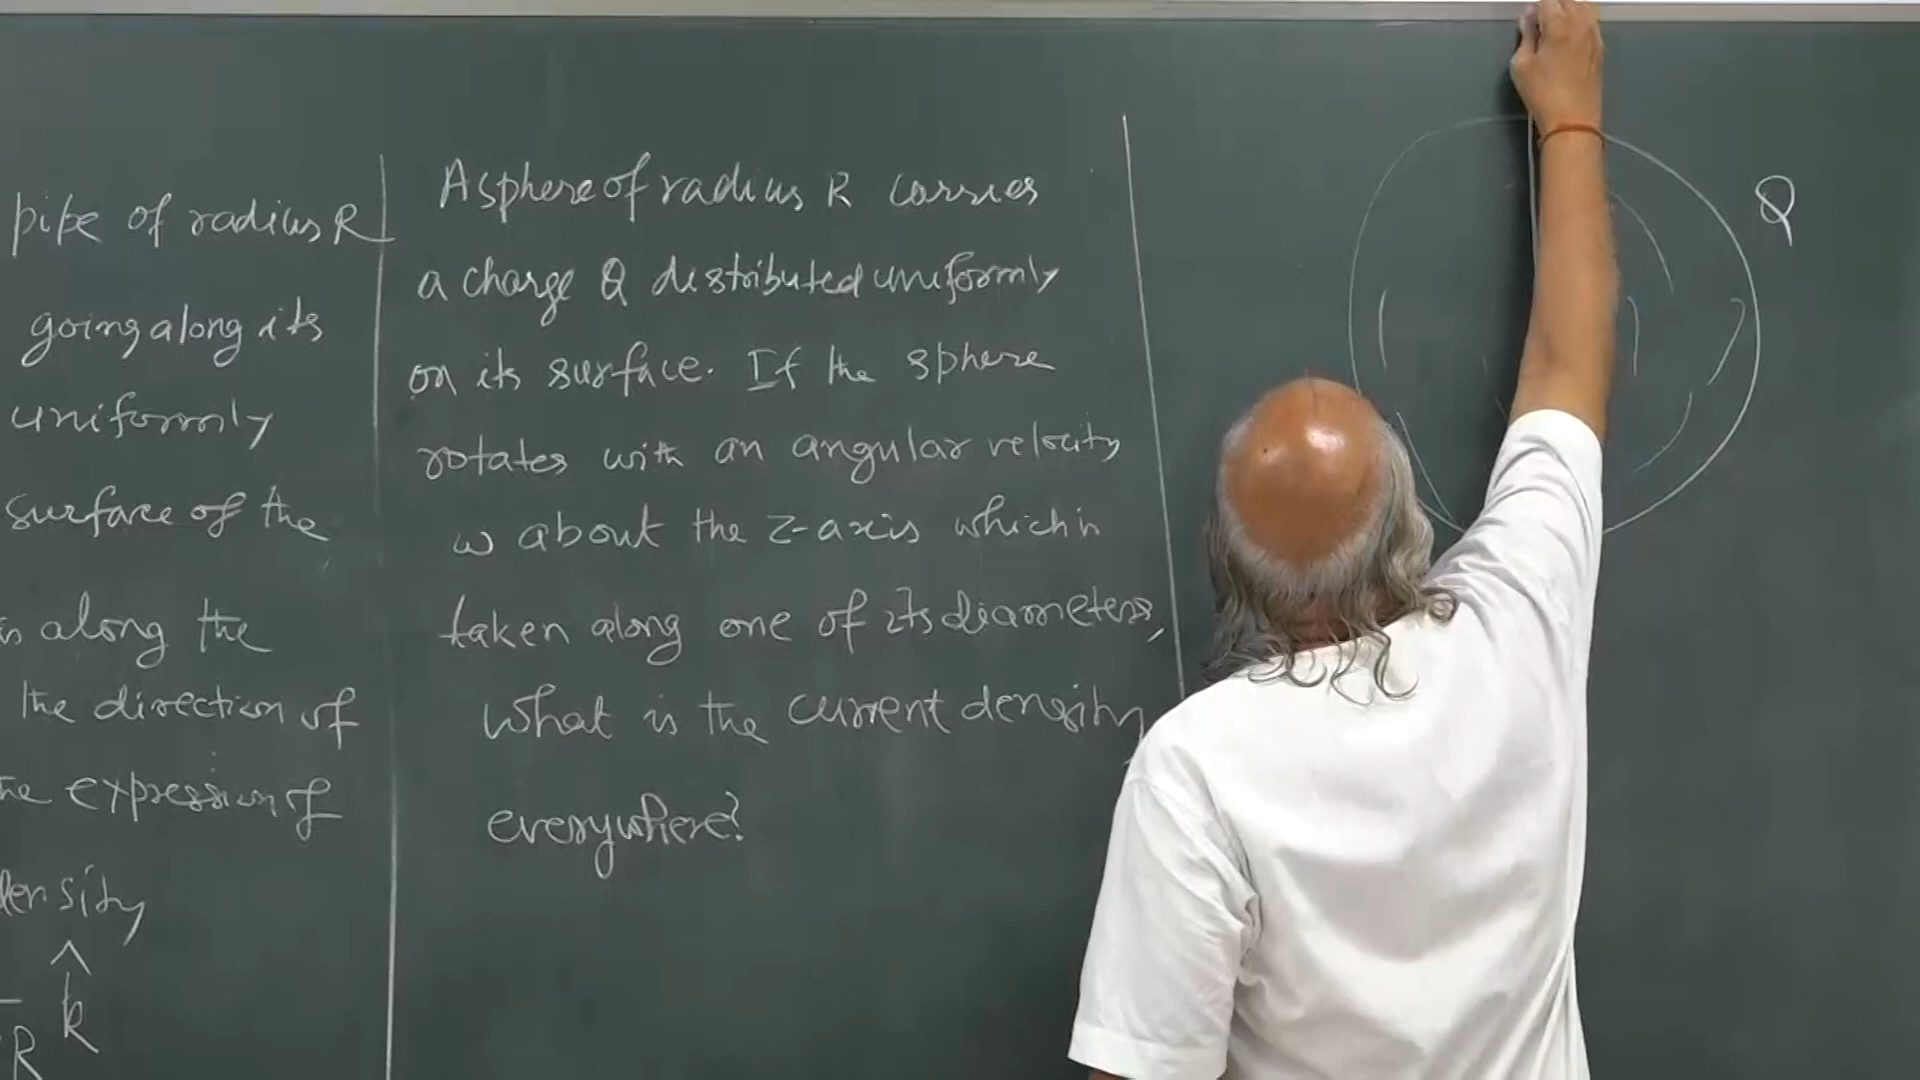 pipe of radius R
going along its
uniformly
surface of the
is along the
the direction of
the expression of
density
^
k
R
A sphere of radius R carries
a charge Q distributed uniformly
on its surface. If the sphere
rotates with an angular velocity
ω about the z-axis which is
taken along one of its diameters,
What is the current density
everywhere?
Q